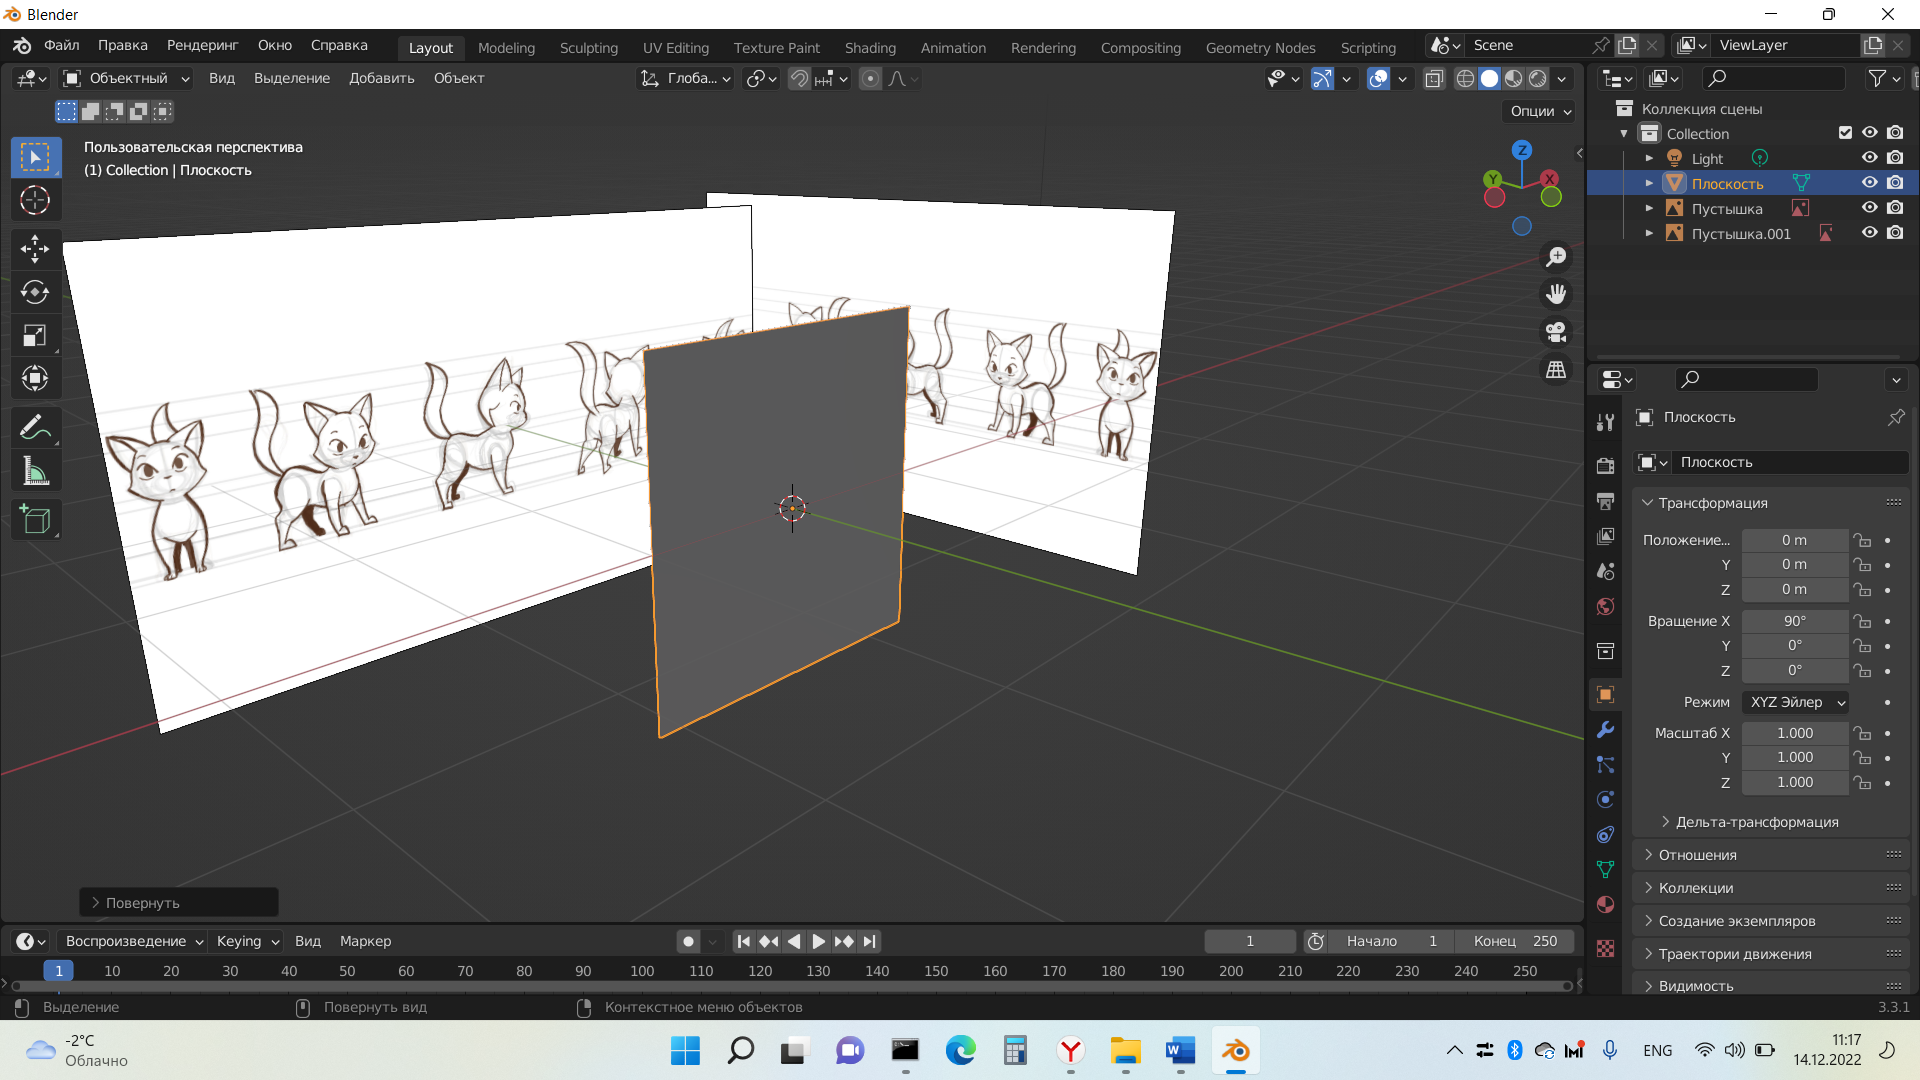 Blender
Файл Правка Рендеринг Окно Справка Layout Modeling Sculpting UV Editing Texture Paint Shading Animation Rendering Compositing Geometry Nodes Scripting Scene ViewLayer
Объектный Вид Выделение Добавить Объект Глоба...
Опции
Пользовательская перспектива
(1) Collection | Плоскость
Z
Y
X
Коллекция сцены
Collection
Light
Плоскость
Пустышка
Пустышка.001
Плоскость
Плоскость
Трансформация
Положение... 0 m
Y 0 m
Z 0 m
Вращение X 90°
Y 0°
Z 0°
Режим XYZ Эйлер
Масштаб X 1.000
Y 1.000
Z 1.000
Дельта-трансформация
Отношения
Коллекции
Создание экземпляров
Траектории движения
Видимость
Повернуть
Воспроизведение Keying Вид Маркер 1 Начало 1 Конец 250
1 10 20 30 40 50 60 70 80 90 100 110 120 130 140 150 160 170 180 190 200 210 220 230 240 250
Выделение Повернуть вид Контекстное меню объектов 3.3.1
-2°C
Облачно
ENG
11:17
14.12.2022